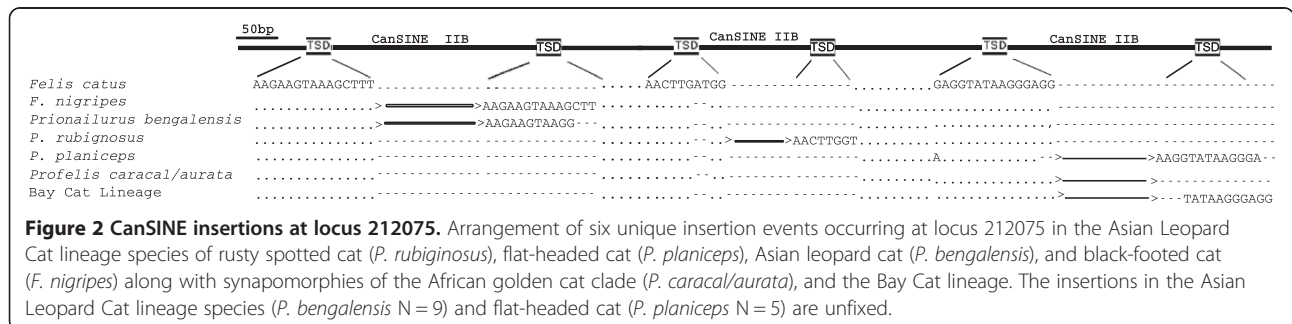 50bp
TSD CanSINE IIB TSD TSD CanSINE IIB TSD TSD CanSINE IIB TSD
Felis catus AAGAAGTAAAGCTTT AACTTGATGG GAGGTATAAGGGAGG
F. nigripes > >AAGAAGTAAAGCTT
Prionailurus bengalensis > >AAGAAGTAAGG---
P. rubignosus > >AACTTGGT
P. planiceps A > >AAGGTATAAGGGA--
Profelis caracal/aurata > >
Bay Cat Lineage > >---TATAAGGGAGG
Figure 2 CanSINE insertions at locus 212075. Arrangement of six unique insertion events occurring at locus 212075 in the Asian Leopard
Cat lineage species of rusty spotted cat (P. rubiginosus), flat-headed cat (P. planiceps), Asian leopard cat (P. bengalensis), and black-footed cat
(F. nigripes) along with synapomorphies of the African golden cat clade (P. caracal/aurata), and the Bay Cat lineage. The insertions in the Asian
Leopard Cat lineage species (P. bengalensis N = 9) and flat-headed cat (P. planiceps N = 5) are unfixed.